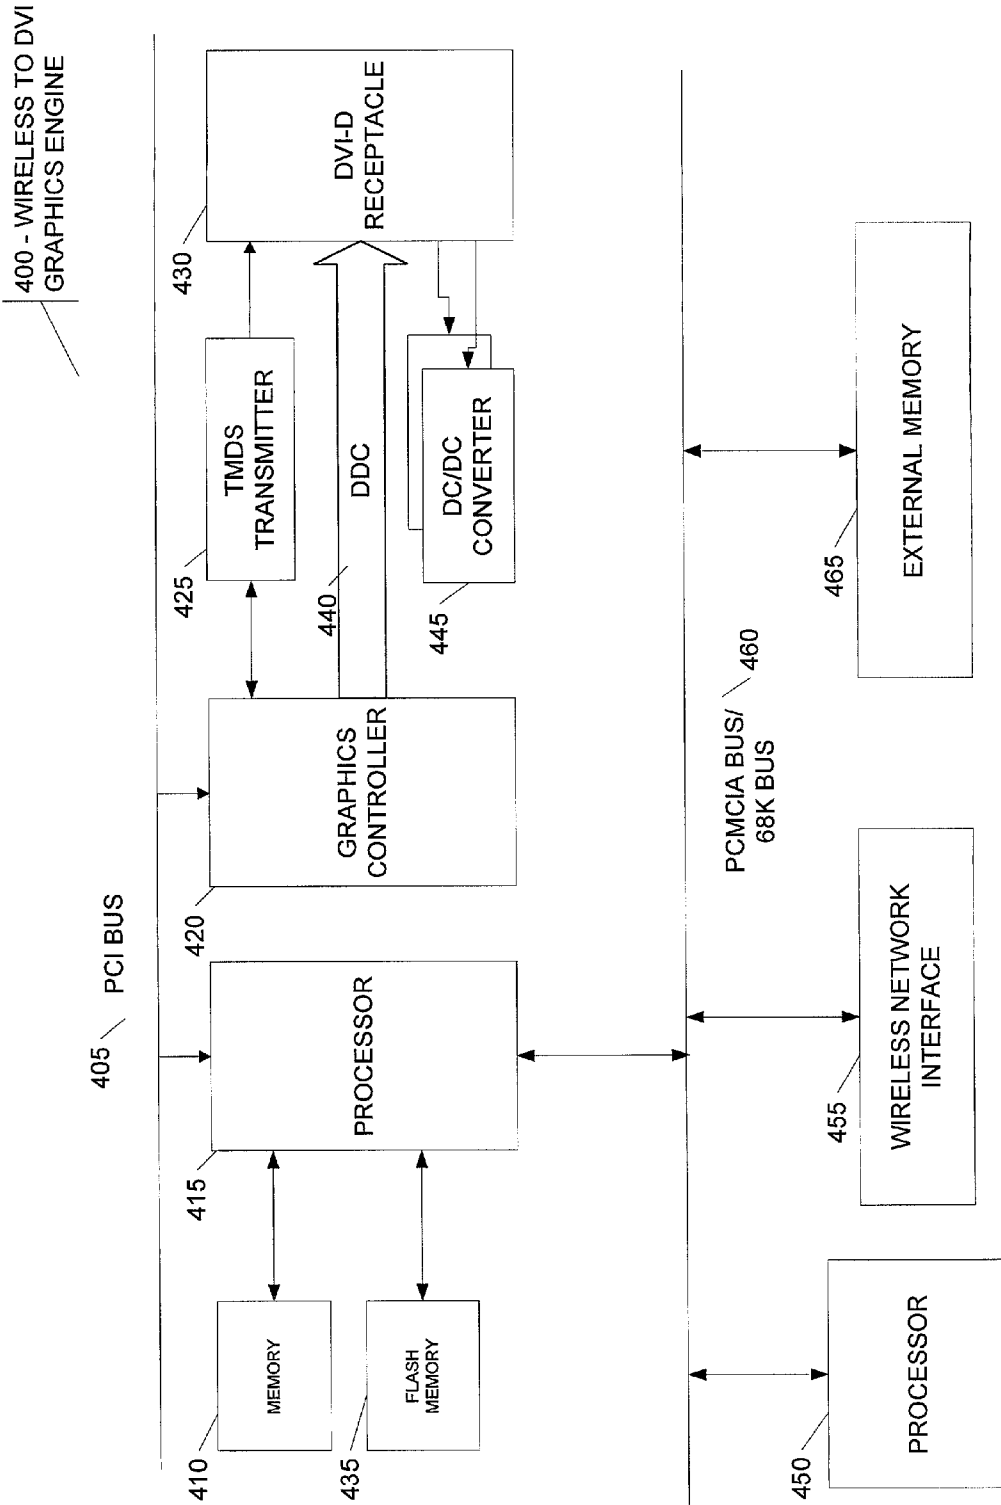 400 - WIRELESS TO DVI
GRAPHICS ENGINE
405
PCI BUS
410
MEMORY
435
FLASH
MEMORY
415
PROCESSOR
420
GRAPHICS
CONTROLLER
425
TMDS
TRANSMITTER
440
DDC
445
DC/DC
CONVERTER
430
DVI-D
RECEPTACLE
PCMCIA BUS/
68K BUS
460
450
PROCESSOR
455
WIRELESS NETWORK
INTERFACE
465
EXTERNAL MEMORY